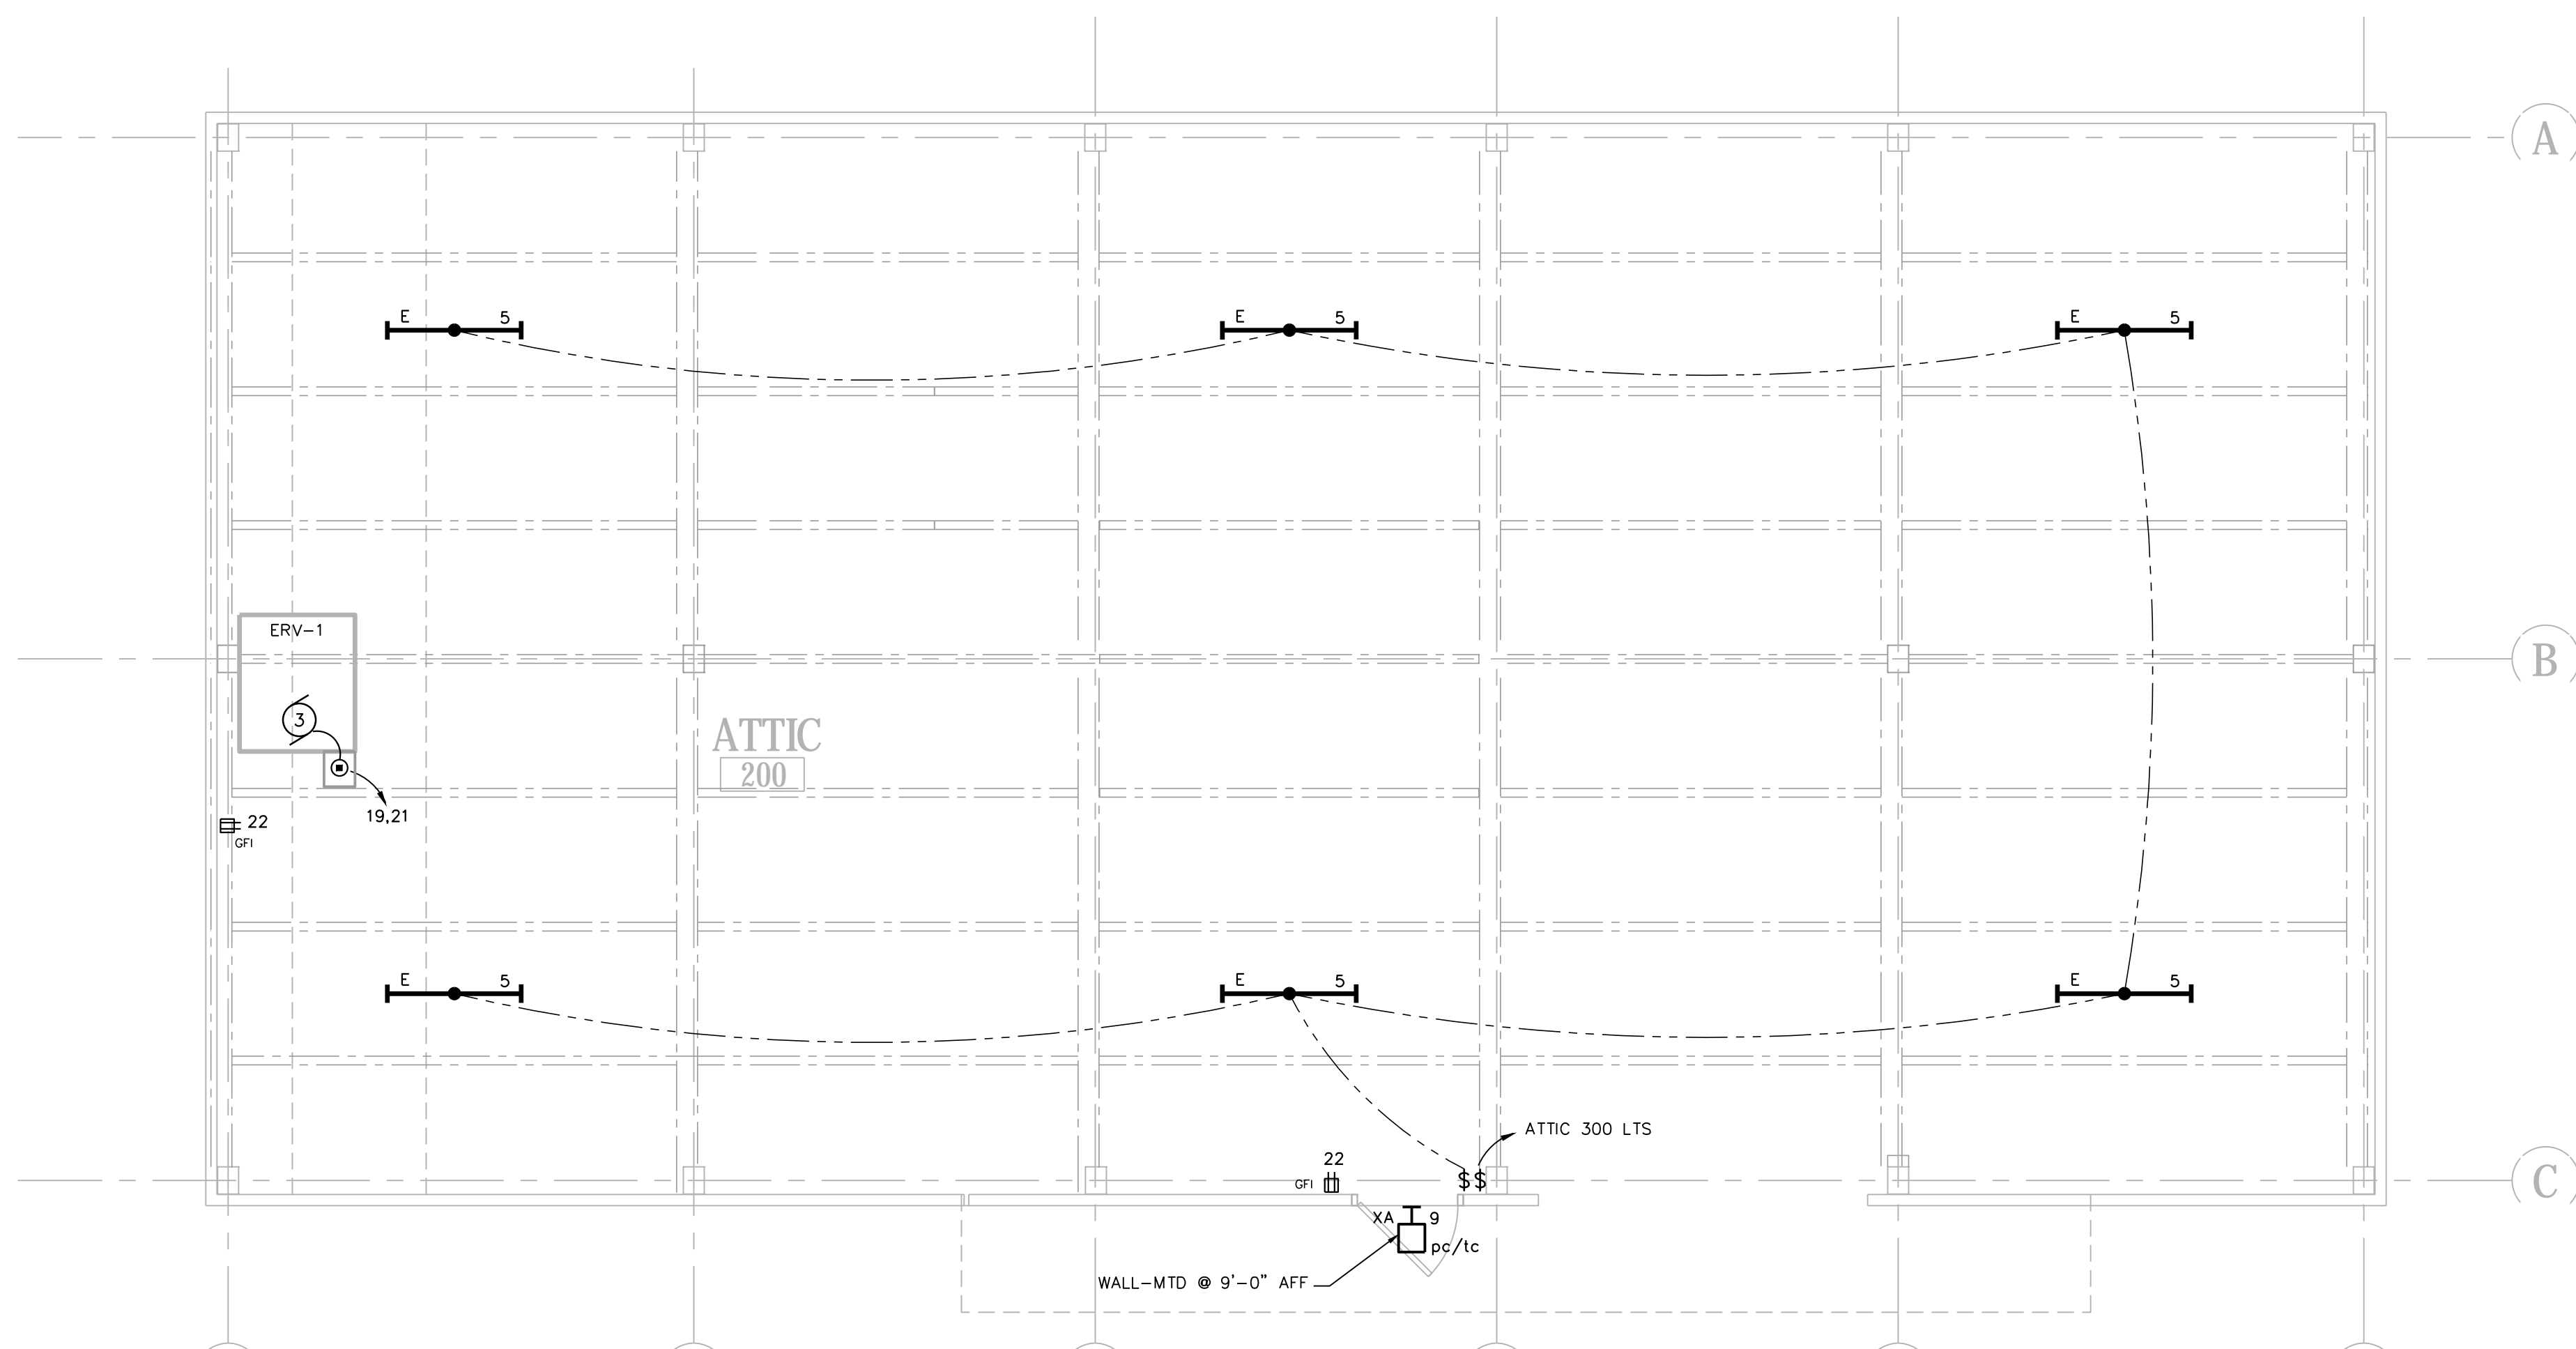 A
E 5
E 5
E 5
ERV-1
B
3
ATTIC
200
19,21
22
GFI
E 5
E 5
E 5
ATTIC 300 LTS
22
GFI
$$
C
XA 9
pc/tc
WALL-MTD @ 9'-0" AFF